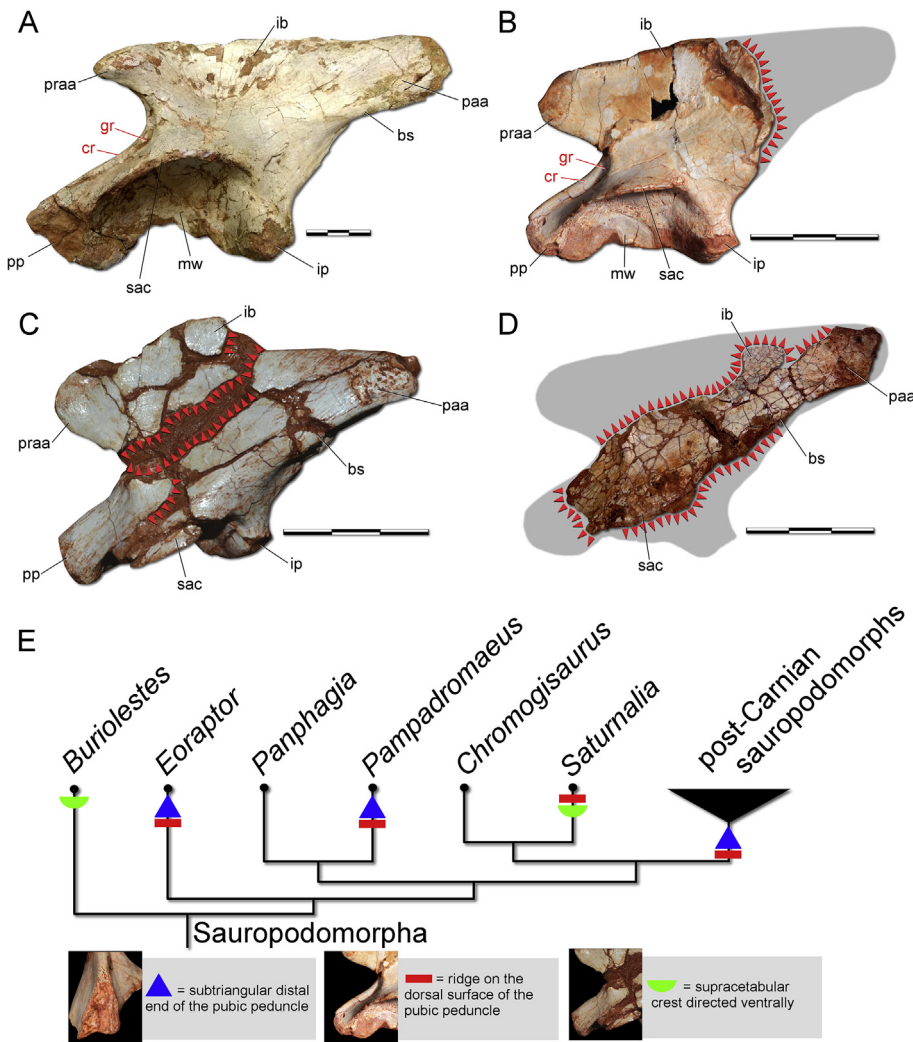 A
ib
praa
paa
gr
bs
cr
pp
mw
ip
sac
B
ib
praa
gr
cr
pp
mw
sac
ip
C
ib
praa
paa
bs
pp
sac
ip
D
ib
paa
bs
sac
E
Buriolestes
Eoraptor
Panphagia
Pampadromaeus
Chromogisaurus
Saturnalia
post-Carnian
sauropodomorphs
Sauropodomorpha
= subtriangular distal
end of the pubic peduncle
= ridge on the
dorsal surface of the
pubic peduncle
= supracetabular
crest directed ventrally